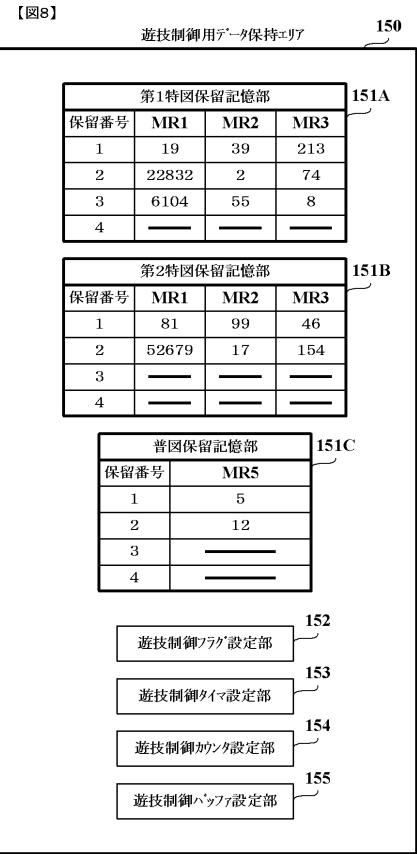 【図8】
遊技制御用ﾃﾞｰﾀ保持ｴﾘｱ
150
第1特図保留記憶部
151A
保留番号 MR1 MR2 MR3
1 19 39 213
2 22832 2 74
3 6104 55 8
4
第2特図保留記憶部
151B
保留番号 MR1 MR2 MR3
1 81 99 46
2 52679 17 154
3
4
普図保留記憶部
151C
保留番号 MR5
1 5
2 12
3
4
152
遊技制御ﾌﾗｸﾞ設定部
153
遊技制御ﾀｲﾏ設定部
154
遊技制御ｶｳﾝﾀ設定部
155
遊技制御ﾊﾞｯﾌｧ設定部